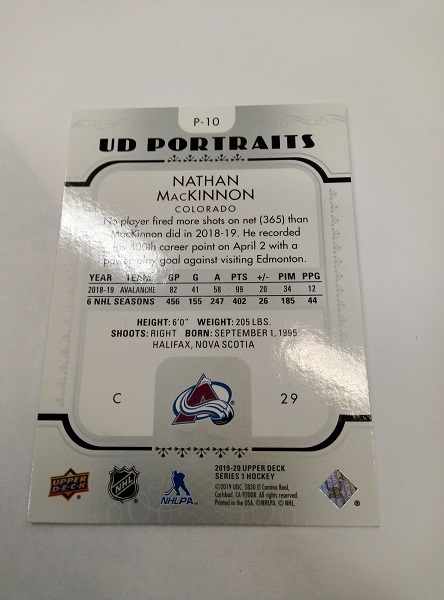 P-10
UD PORTRAITS
NATHAN
MACKINNON
COLORADO
No player fired more shots on net (365) than
MacKinnon did in 2018-19. He recorded
his 400th career point on April 2 with a
power-play goal against visiting Edmonton.
YEAR TEAM GP G A PTS +/- PIM PPG
2018-19 AVALANCHE 82 41 58 99 20 34 12
6 NHL SEASONS 456 155 247 402 26 185 44
HEIGHT: 6'0" WEIGHT: 205 LBS.
SHOOTS: RIGHT BORN: SEPTEMBER 1, 1995
HALIFAX, NOVA SCOTIA
C 29
2019-20 UPPER DECK
SERIES 1 HOCKEY
©2019 UDC. 5830 El Camino Real,
Carlsbad, CA 92008. All rights reserved.
Printed in the USA. ©NHLPA. © NHL.
UPPER DECK
NHL
NHLPA
®